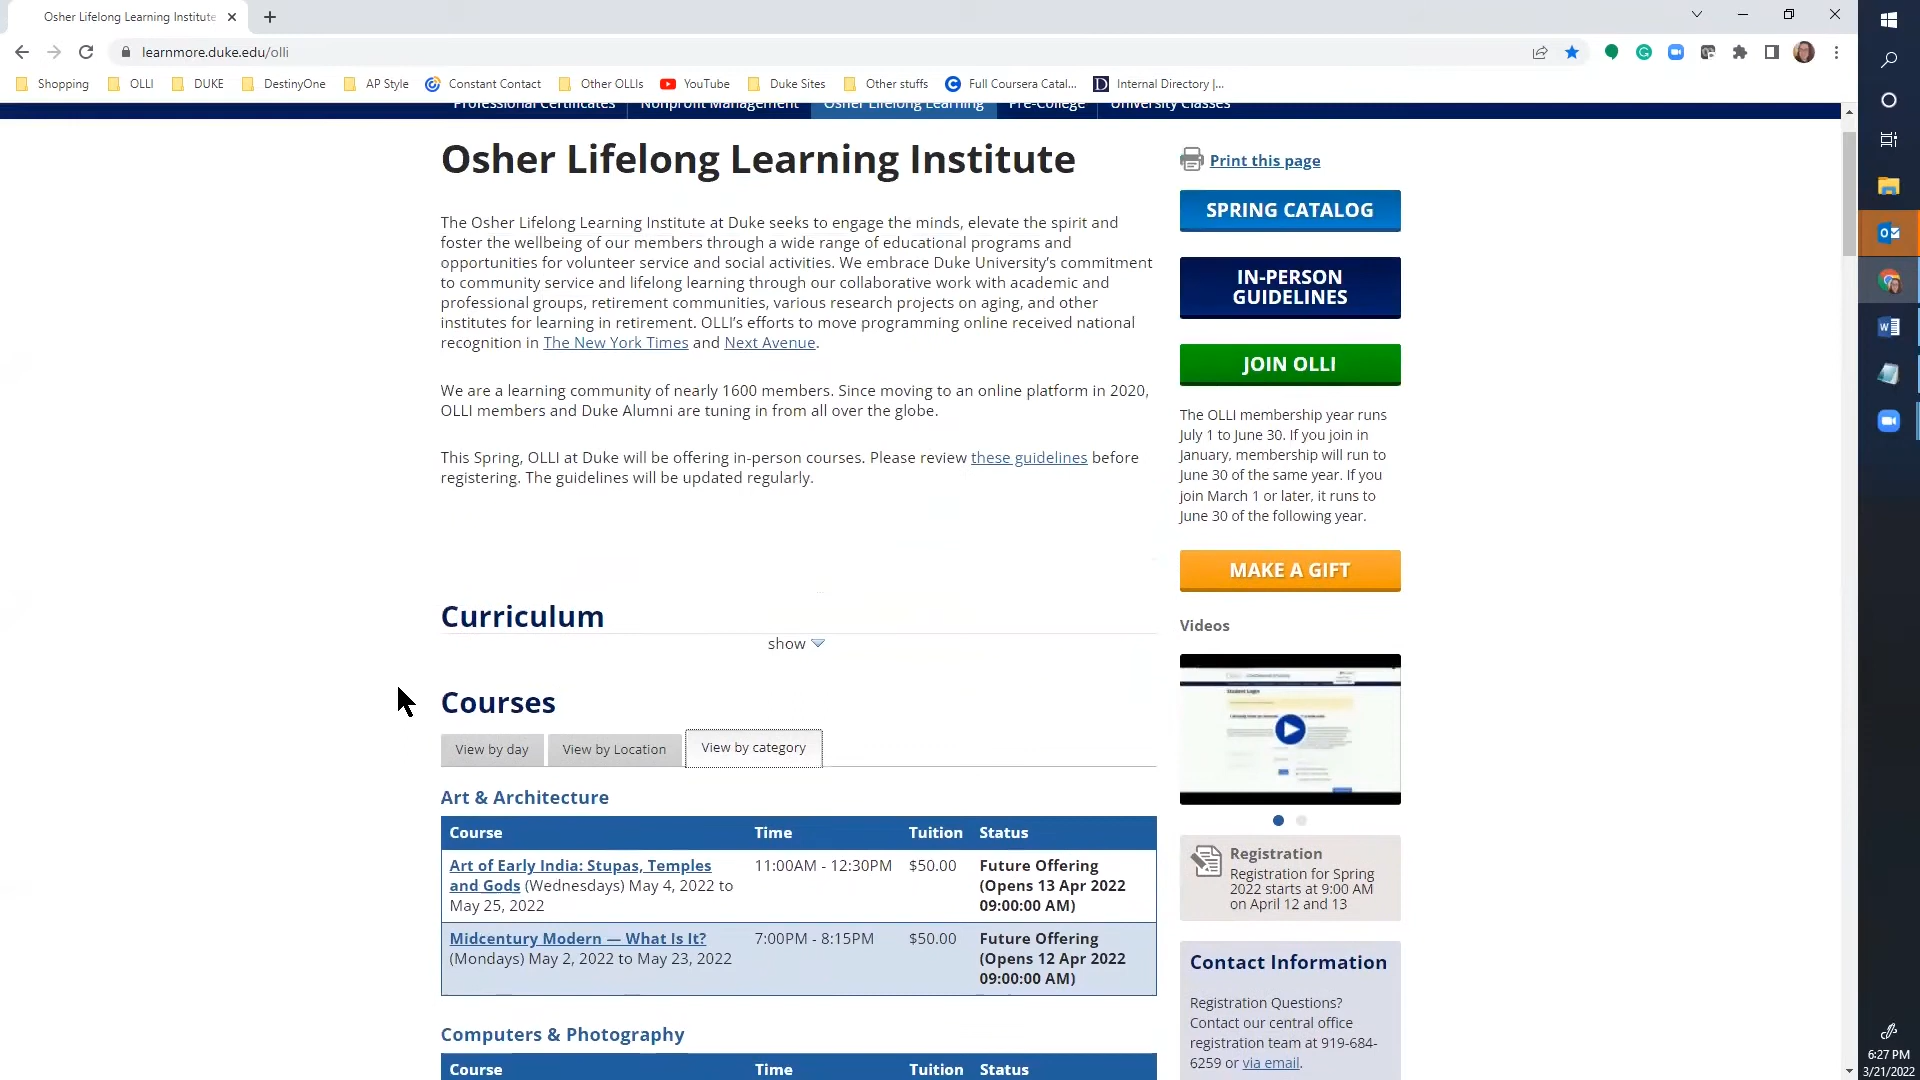 Osher Lifelong Learning Institute
learnmore.duke.edu/olli
Shopping OLLI DUKE DestinyOne AP Style Constant Contact Other OLLIs YouTube Duke Sites Other stuffs Full Coursera Catal... Internal Directory |...
Professional Certificates Nonprofit Management Osher Lifelong Learning Pre-College University Classes
Osher Lifelong Learning Institute
The Osher Lifelong Learning Institute at Duke seeks to engage the minds, elevate the spirit and
foster the wellbeing of our members through a wide range of educational programs and
opportunities for volunteer service and social activities. We embrace Duke University's commitment
to community service and lifelong learning through our collaborative work with academic and
professional groups, retirement communities, various research projects on aging, and other
institutes for learning in retirement. OLLI's efforts to move programming online received national
recognition in The New York Times and Next Avenue.
We are a learning community of nearly 1600 members. Since moving to an online platform in 2020,
OLLI members and Duke Alumni are tuning in from all over the globe.
This Spring, OLLI at Duke will be offering in-person courses. Please review these guidelines before
registering. The guidelines will be updated regularly.
Curriculum
show
Courses
View by day View by Location View by category
Art & Architecture
Course Time Tuition Status
Art of Early India: Stupas, Temples 11:00AM - 12:30PM $50.00 Future Offering
and Gods (Wednesdays) May 4, 2022 to (Opens 13 Apr 2022
May 25, 2022 09:00:00 AM)
Midcentury Modern — What Is It? 7:00PM - 8:15PM $50.00 Future Offering
(Mondays) May 2, 2022 to May 23, 2022 (Opens 12 Apr 2022
09:00:00 AM)
Computers & Photography
Course Time Tuition Status
Print this page
SPRING CATALOG
IN-PERSON
GUIDELINES
JOIN OLLI
The OLLI membership year runs
July 1 to June 30. If you join in
January, membership will run to
June 30 of the same year. If you
join March 1 or later, it runs to
June 30 of the following year.
MAKE A GIFT
Videos
Student Login
Registration
Registration for Spring
2022 starts at 9:00 AM
on April 12 and 13
Contact Information
Registration Questions?
Contact our central office
registration team at 919-684-
6259 or via email.
6:27 PM
3/21/2022